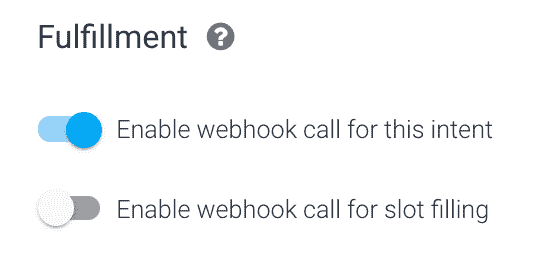 Fulfillment ?
Enable webhook call for this intent
Enable webhook call for slot filling